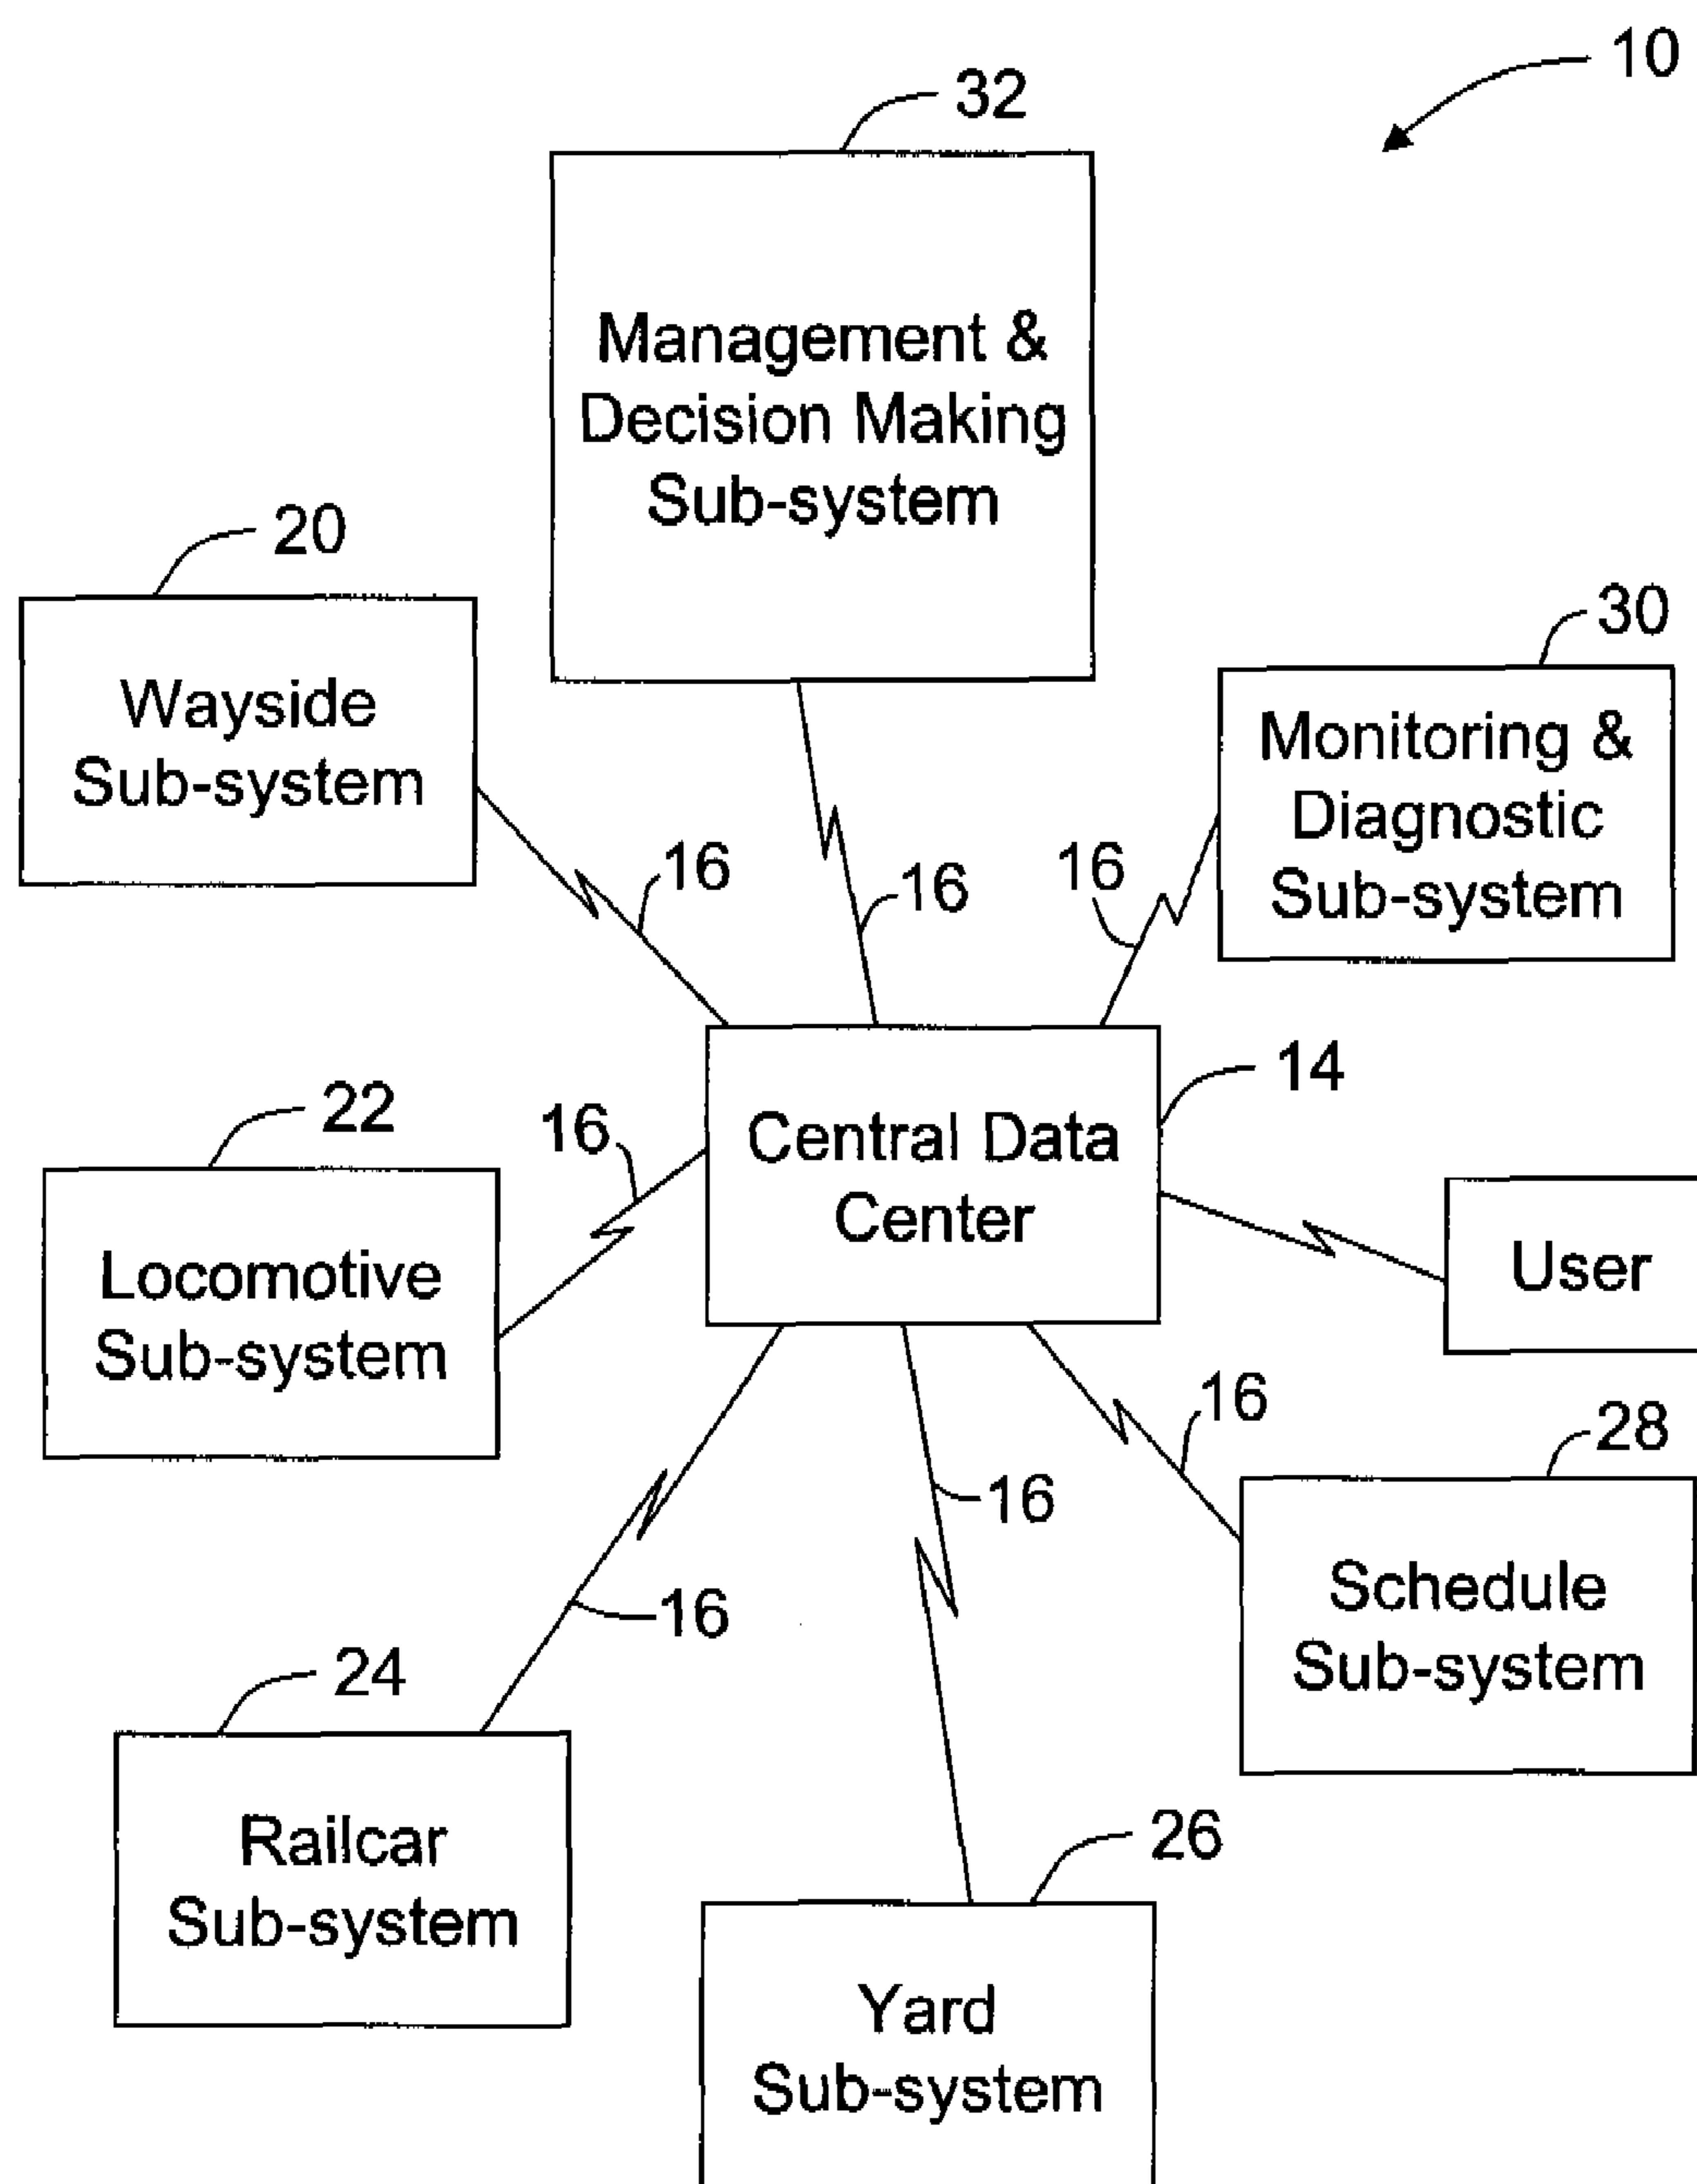 10
32
Management &
Decision Making
Sub-system
20
Wayside
Sub-system
30
Monitoring &
Diagnostic
Sub-system
16
16
16
14
Central Data
Center
22
16
Locomotive
Sub-system
User
16
28
Schedule
Sub-system
16
16
24
Railcar
Sub-system
26
Yard
Sub-system